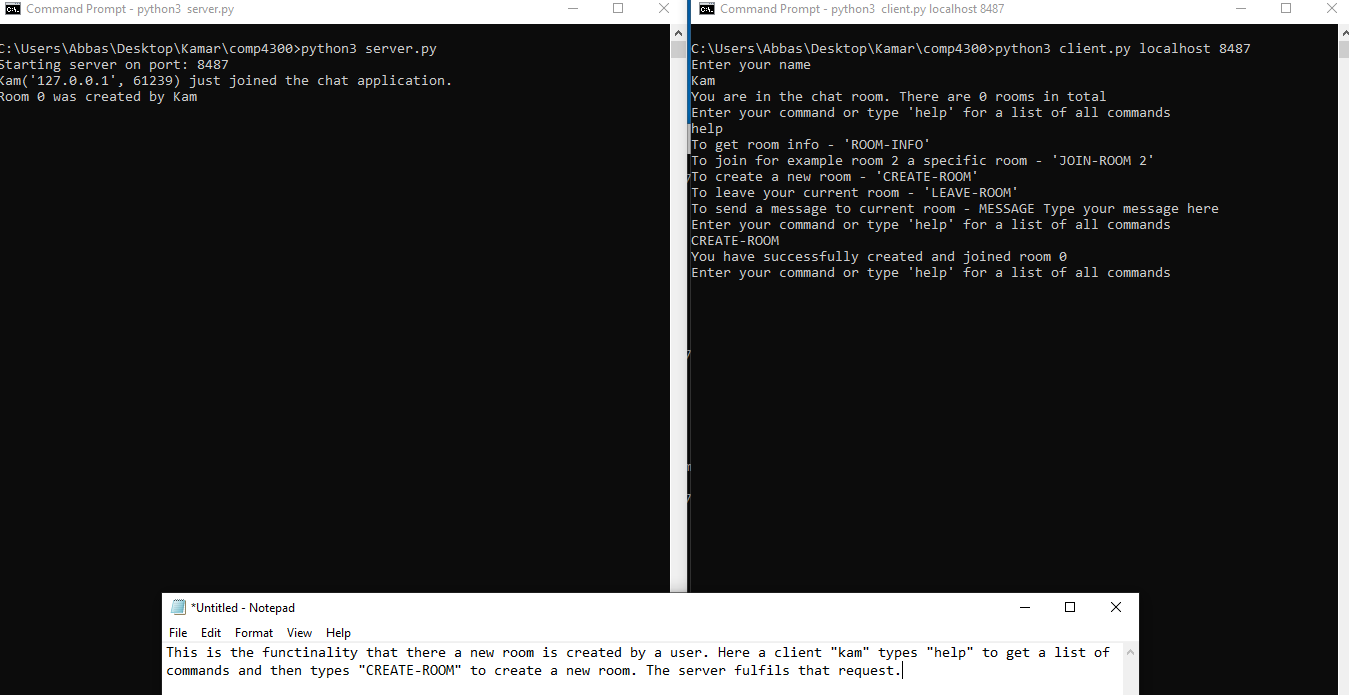 Command Prompt - python3 server.py
C:\Users\Abbas\Desktop\Kamar\comp4300>python3 server.py
Starting server on port: 8487
Kam('127.0.0.1', 61239) just joined the chat application.
Room 0 was created by Kam
Command Prompt - python3 client.py localhost 8487
C:\Users\Abbas\Desktop\Kamar\comp4300>python3 client.py localhost 8487
Enter your name
Kam
You are in the chat room. There are 0 rooms in total
Enter your command or type 'help' for a list of all commands
help
To get room info - 'ROOM-INFO'
To join for example room 2 a specific room - 'JOIN-ROOM 2'
To create a new room - 'CREATE-ROOM'
To leave your current room - 'LEAVE-ROOM'
To send a message to current room - MESSAGE Type your message here
Enter your command or type 'help' for a list of all commands
CREATE-ROOM
You have successfully created and joined room 0
Enter your command or type 'help' for a list of all commands
*Untitled - Notepad
File Edit Format View Help
This is the functinality that there a new room is created by a user. Here a client "kam" types "help" to get a list of
commands and then types "CREATE-ROOM" to create a new room. The server fulfils that request.